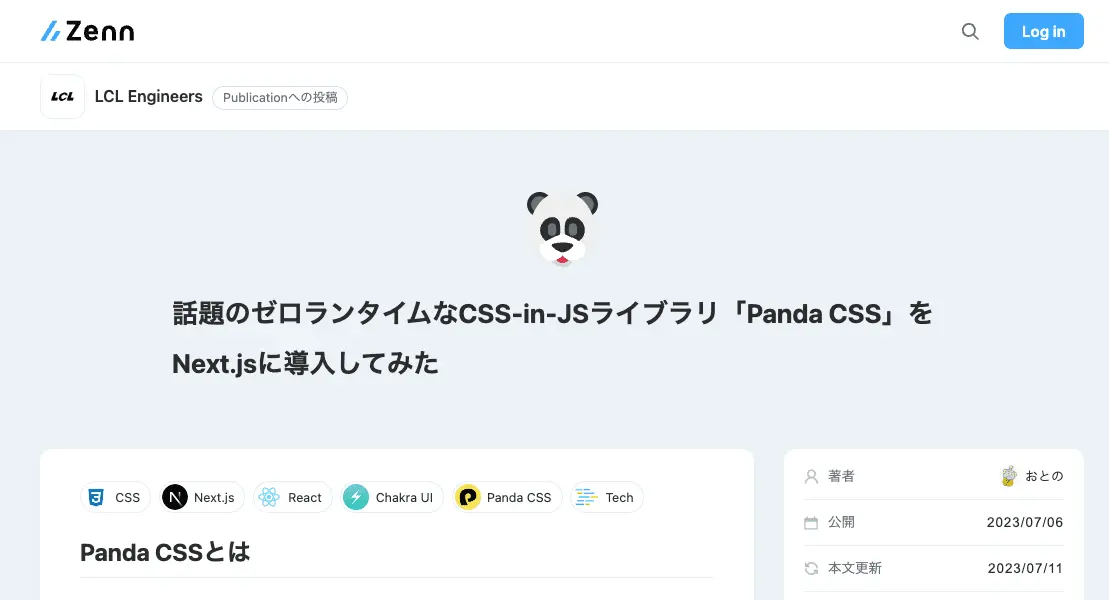 Zenn
Log in
LCL LCL Engineers Publicationへの投稿
話題のゼロランタイムなCSS-in-JSライブラリ「Panda CSS」を
Next.jsに導入してみた
CSS Next.js React Chakra UI Panda CSS Tech
Panda CSSとは
著者 おとの
公開 2023/07/06
本文更新 2023/07/11